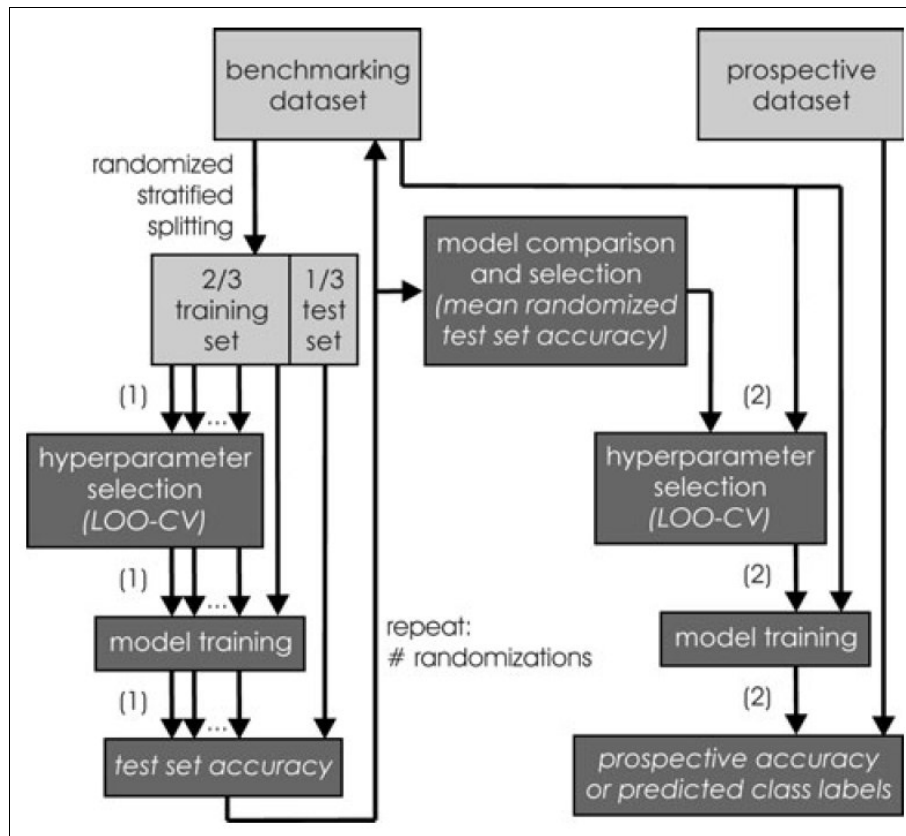 benchmarking
dataset
prospective
dataset
randomized
stratified
splitting
2/3
training
set
1/3
test
set
model comparison
and selection
(mean randomized
test set accuracy)
(1)
...
(2)
hyperparameter
selection
(LOO-CV)
hyperparameter
selection
(LOO-CV)
(1)
...
(2)
model training
repeat:
# randomizations
model training
(1)
...
(2)
test set accuracy
prospective accuracy
or predicted class labels